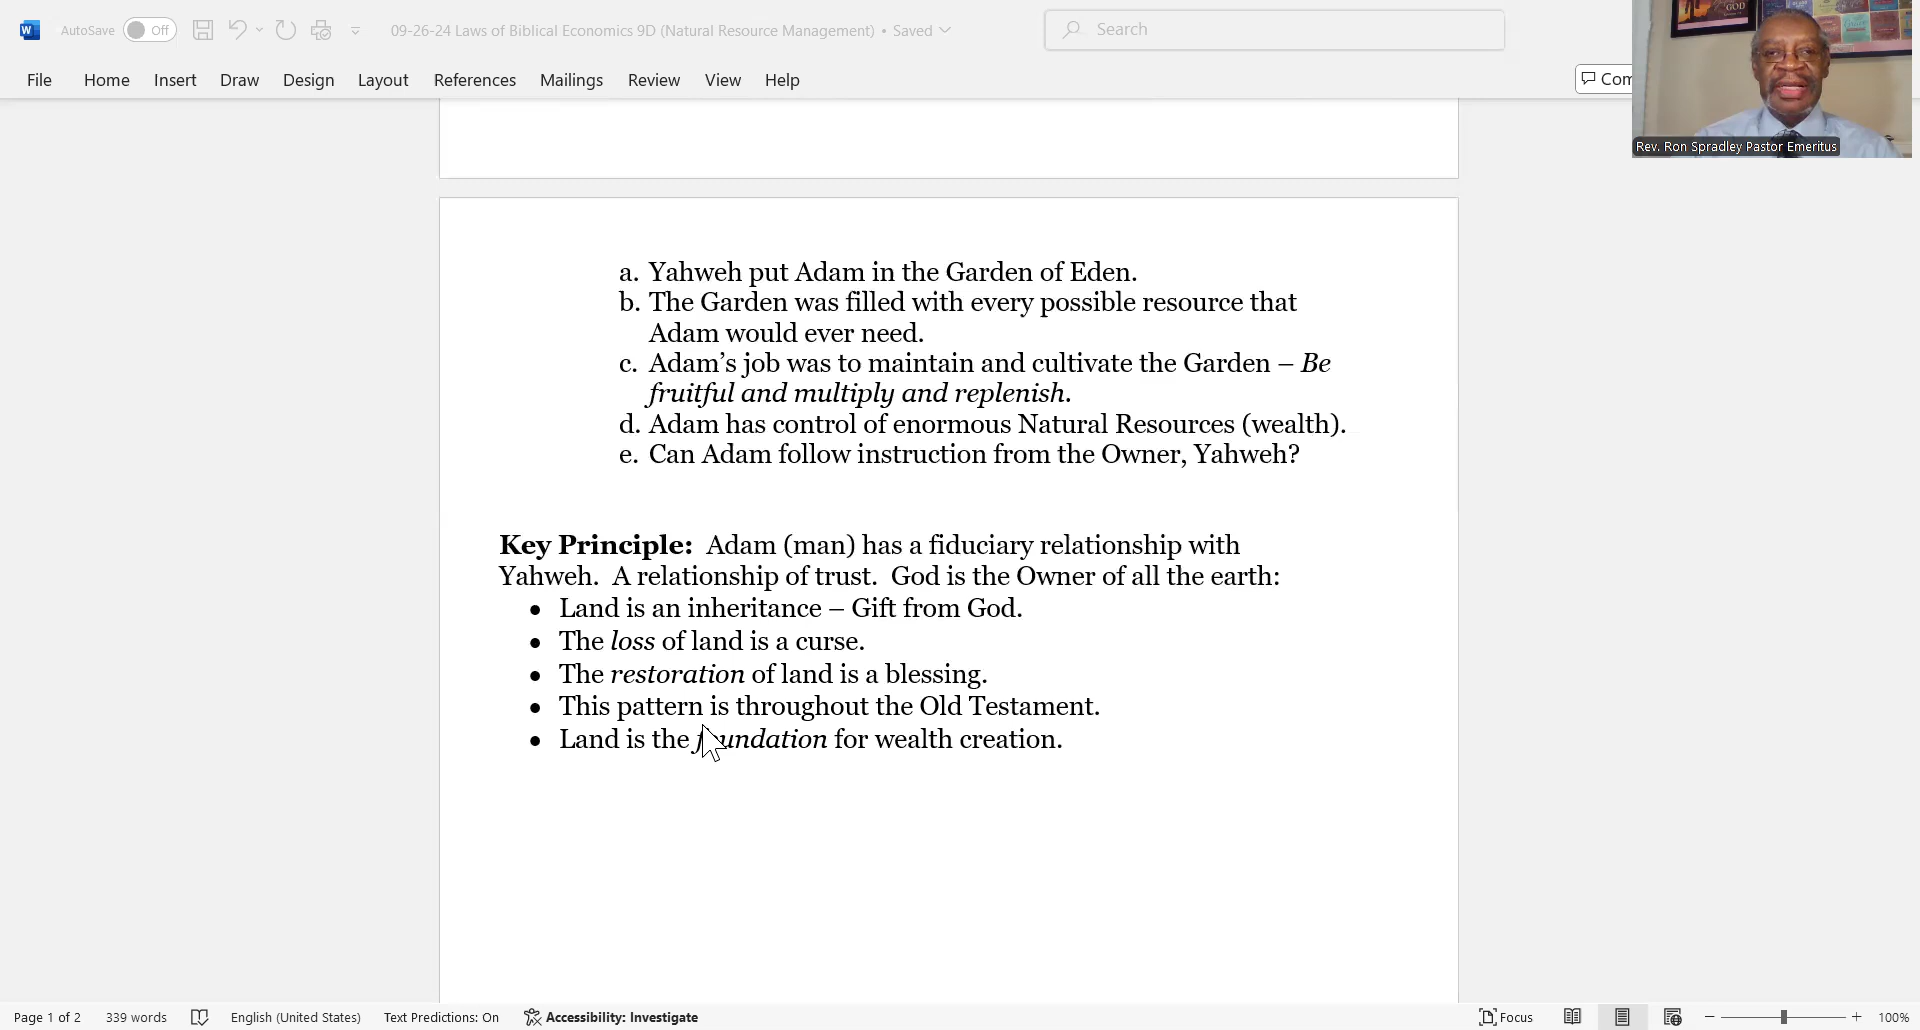 AutoSave Off 09-26-24 Laws of Biblical Economics 9D (Natural Resource Management) • Saved Search
File Home Insert Draw Design Layout References Mailings Review View Help
GOD
Rev. Ron Spradley Pastor Emeritus
a. Yahweh put Adam in the Garden of Eden.
b. The Garden was filled with every possible resource that
Adam would ever need.
c. Adam’s job was to maintain and cultivate the Garden – Be
fruitful and multiply and replenish.
d. Adam has control of enormous Natural Resources (wealth).
e. Can Adam follow instruction from the Owner, Yahweh?
Key Principle: Adam (man) has a fiduciary relationship with
Yahweh. A relationship of trust. God is the Owner of all the earth:
• Land is an inheritance – Gift from God.
• The loss of land is a curse.
• The restoration of land is a blessing.
• This pattern is throughout the Old Testament.
• Land is the foundation for wealth creation.
Page 1 of 2 339 words English (United States) Text Predictions: On Accessibility: Investigate Focus 100%